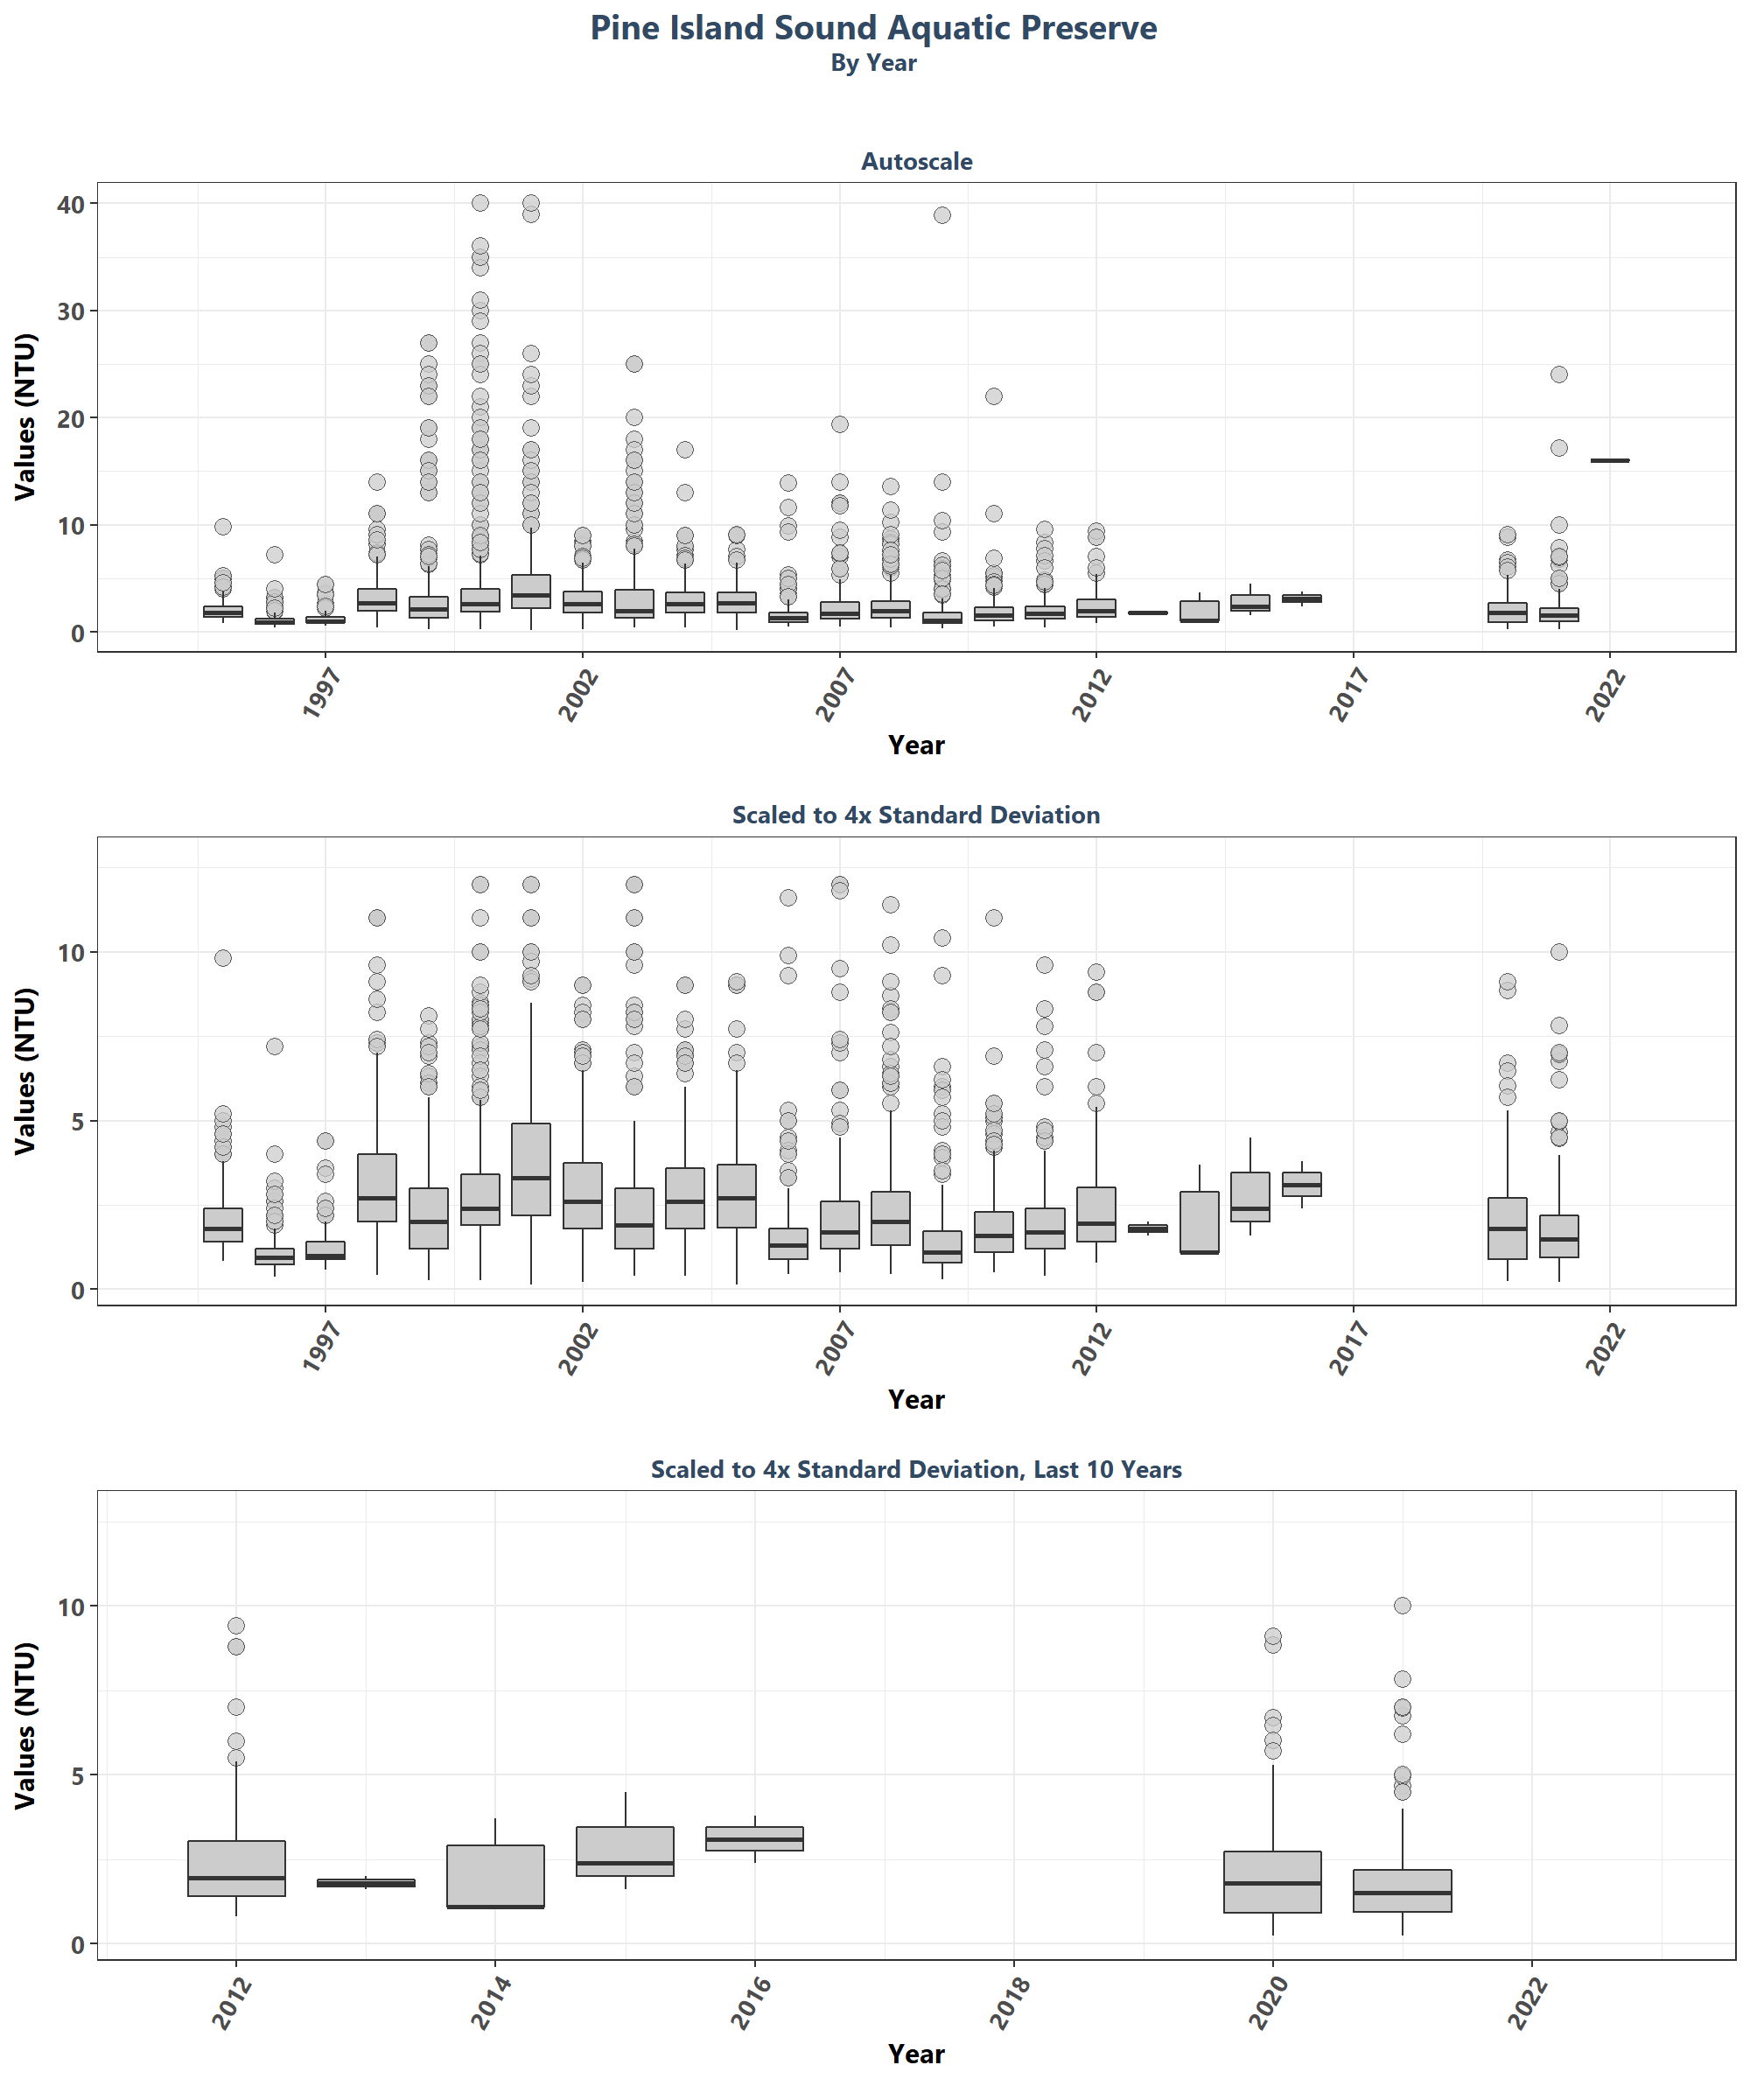 Pine Island Sound Aquatic Preserve
By Year
Autoscale
Values (NTU)
40
30
20
10
0
1997 2002 2007 2012 2017 2022
Year
Scaled to 4x Standard Deviation
Values (NTU)
10
5
0
1997 2002 2007 2012 2017 2022
Year
Scaled to 4x Standard Deviation, Last 10 Years
Values (NTU)
10
5
0
2012 2014 2016 2018 2020 2022
Year